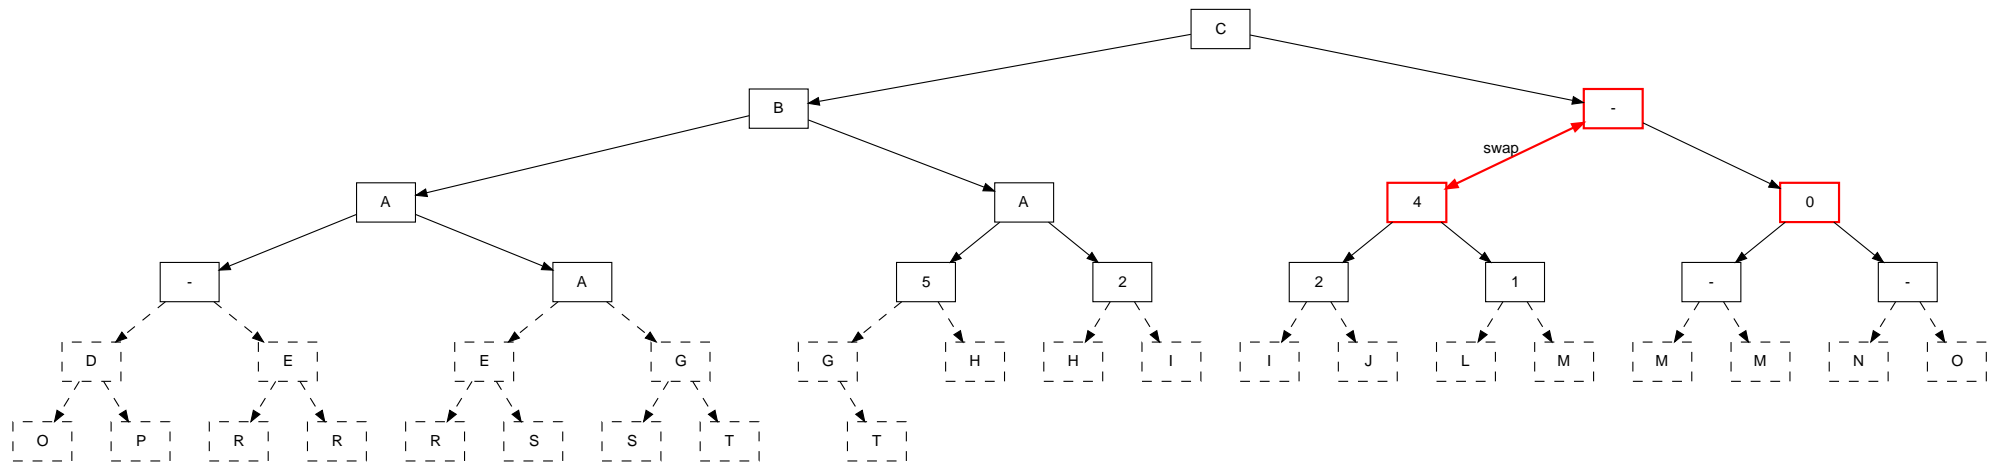 C
B -
swap
A A 4 0
- A 5 2 2 1 - -
D E E G G H H I I J L M M M N O
O P R R R S S T T